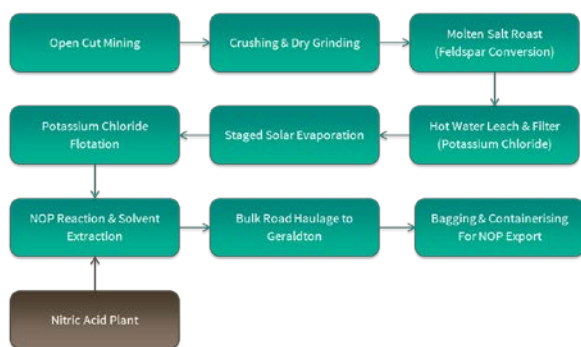 Open Cut Mining
Crushing & Dry Grinding
Molten Salt Roast
(Feldspar Conversion)
Potassium Chloride
Flotation
Staged Solar Evaporation
Hot Water Leach & Filter
(Potassium Chloride)
NOP Reaction & Solvent
Extraction
Bulk Road Haulage to
Geraldton
Bagging & Containerising
For NOP Export
Nitric Acid Plant